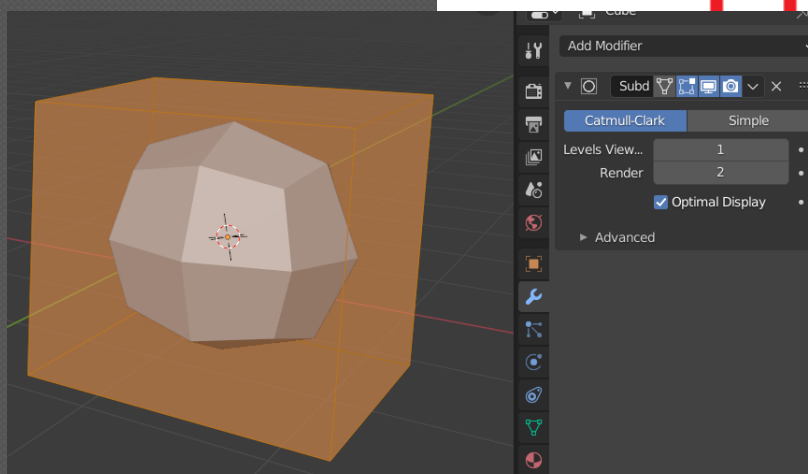 Cube
Add Modifier
Subd
Catmull-Clark Simple
Levels View... 1
Render 2
Optimal Display
Advanced